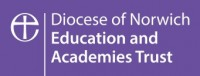 Diocese of Norwich
Education and
Academies Trust